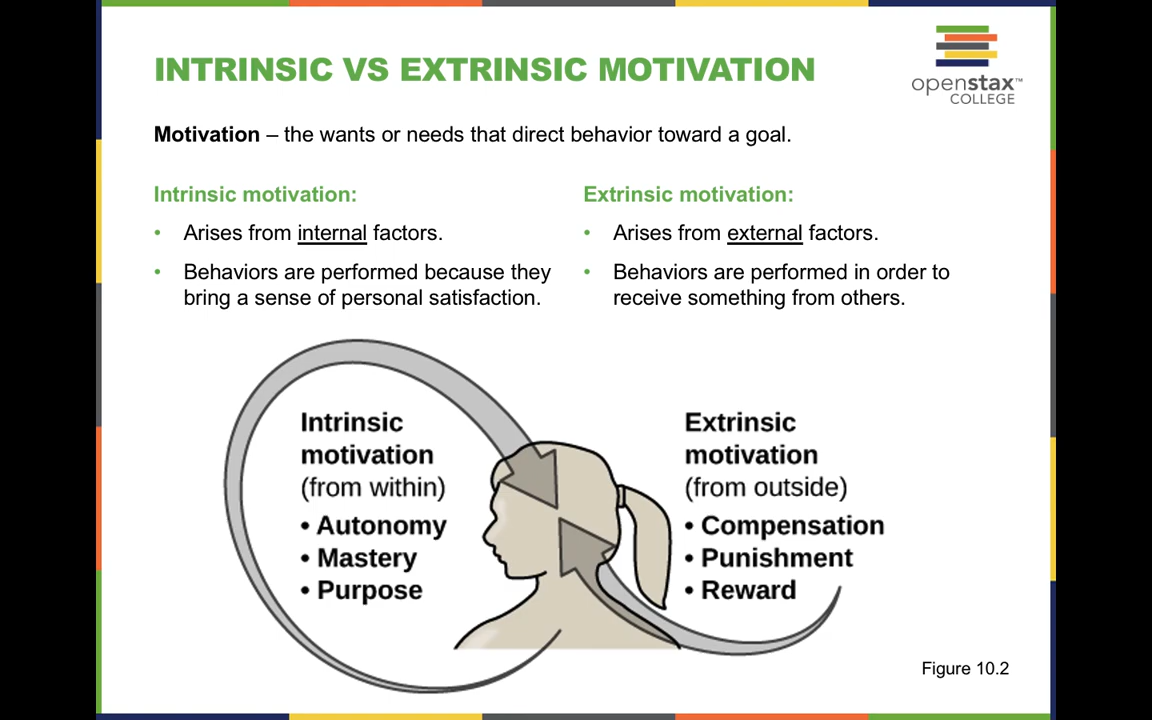 INTRINSIC VS EXTRINSIC MOTIVATION
openstax™
COLLEGE
Motivation – the wants or needs that direct behavior toward a goal.
Intrinsic motivation:
• Arises from internal factors.
• Behaviors are performed because they
bring a sense of personal satisfaction.
Extrinsic motivation:
• Arises from external factors.
• Behaviors are performed in order to
receive something from others.
Intrinsic
motivation
(from within)
• Autonomy
• Mastery
• Purpose
Extrinsic
motivation
(from outside)
• Compensation
• Punishment
• Reward
Figure 10.2